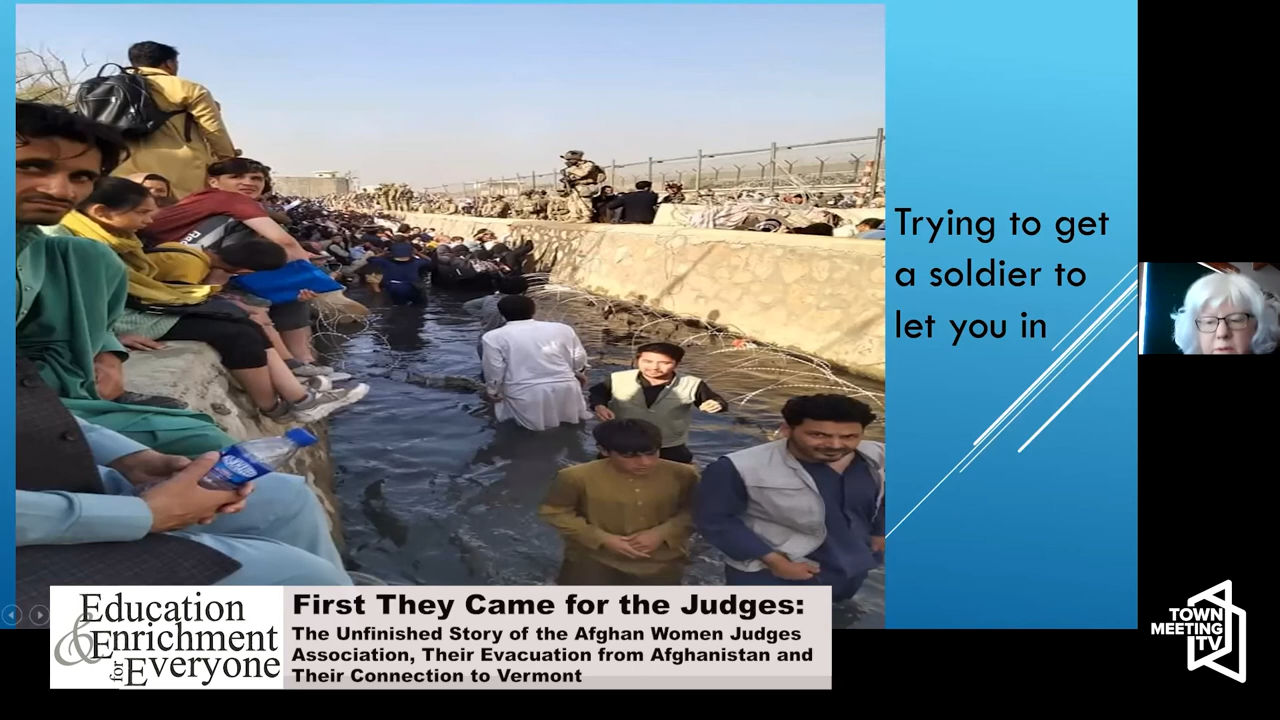 Trying to get
a soldier to
let you in
Education
& Enrichment
for Everyone
First They Came for the Judges:
The Unfinished Story of the Afghan Women Judges
Association, Their Evacuation from Afghanistan and
Their Connection to Vermont
TOWN
MEETING
TV